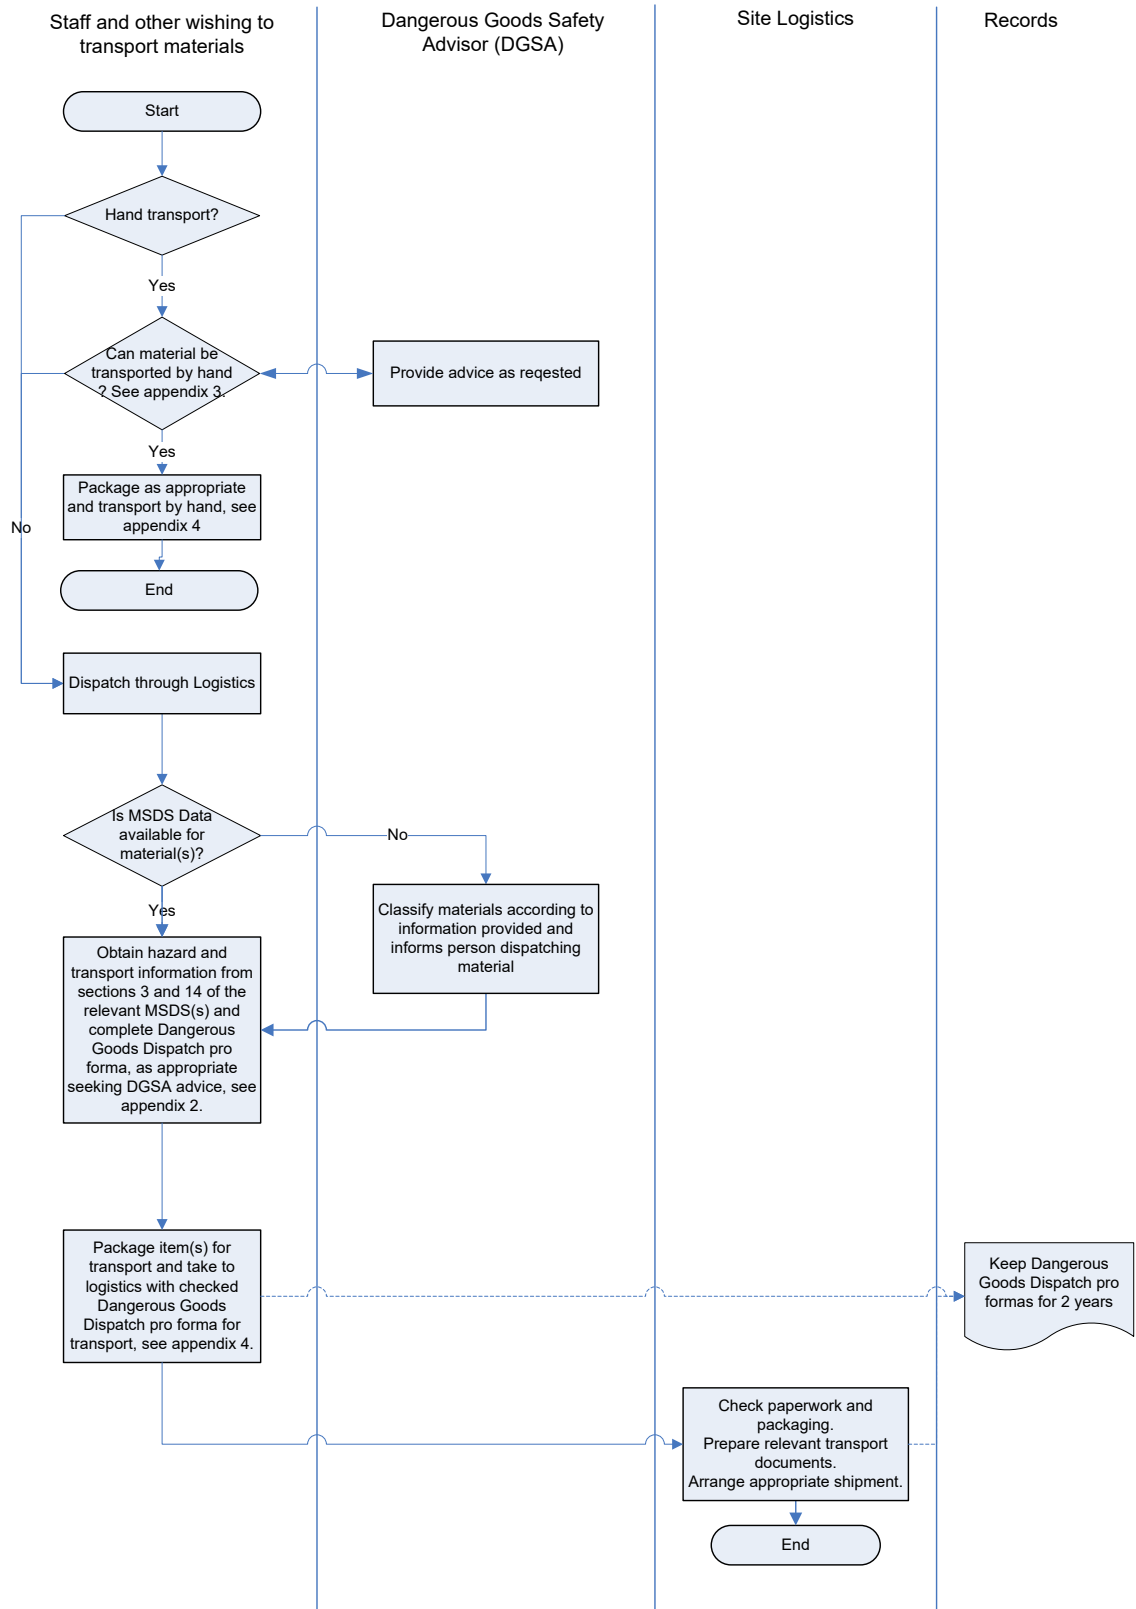 Staff and other wishing to
transport materials
Dangerous Goods Safety
Advisor (DGSA)
Site Logistics
Records
Start
Hand transport?
Yes
Can material be
transported by hand
? See appendix 3.
Provide advice as reqested
Yes
Package as appropriate
and transport by hand, see
appendix 4
No
End
Dispatch through Logistics
Is MSDS Data
available for
material(s)?
No
Yes
Classify materials according to
information provided and
informs person dispatching
material
Obtain hazard and
transport information from
sections 3 and 14 of the
relevant MSDS(s) and
complete Dangerous
Goods Dispatch pro
forma, as appropriate
seeking DGSA advice, see
appendix 2.
Package item(s) for
transport and take to
logistics with checked
Dangerous Goods
Dispatch pro forma for
transport, see appendix 4.
Keep Dangerous
Goods Dispatch pro
formas for 2 years
Check paperwork and
packaging.
Prepare relevant transport
documents.
Arrange appropriate shipment.
End